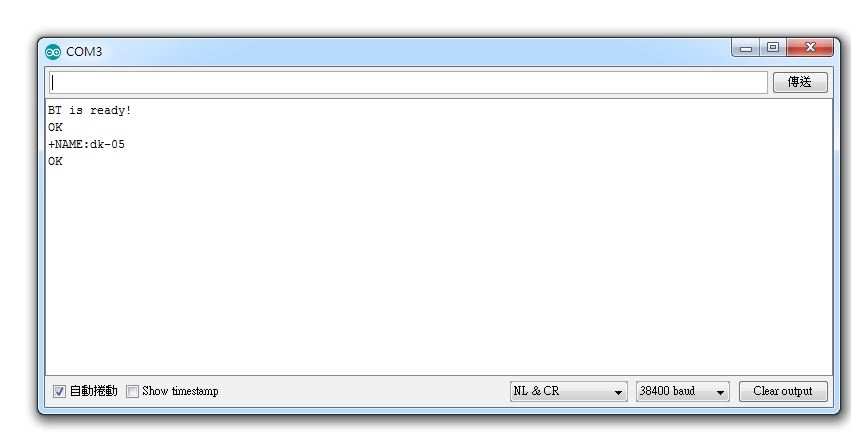 COM3
傳送
BT is ready!
OK
+NAME:dk-05
OK
自動捲動 Show timestamp NL & CR 38400 baud Clear output